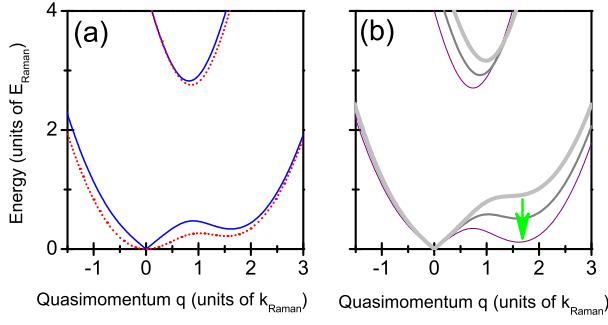 (a)
(b)
4
2
0
Energy (units of E_Raman)
-1 0 1 2 3
-1 0 1 2 3
Quasimomentum q (units of k_Raman)
Quasimomentum q (units of k_Raman)